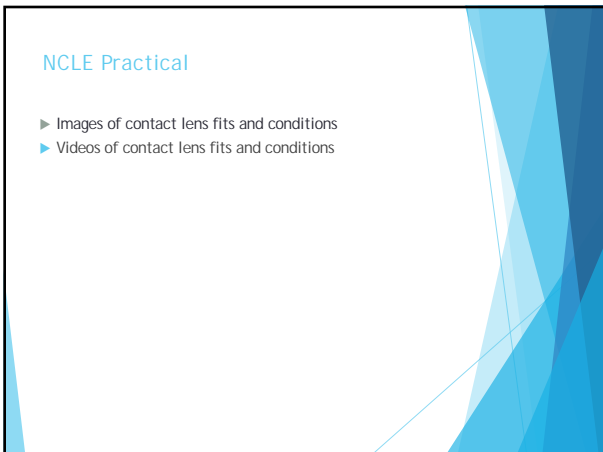 NCLE Practical
Images of contact lens fits and conditions
Videos of contact lens fits and conditions